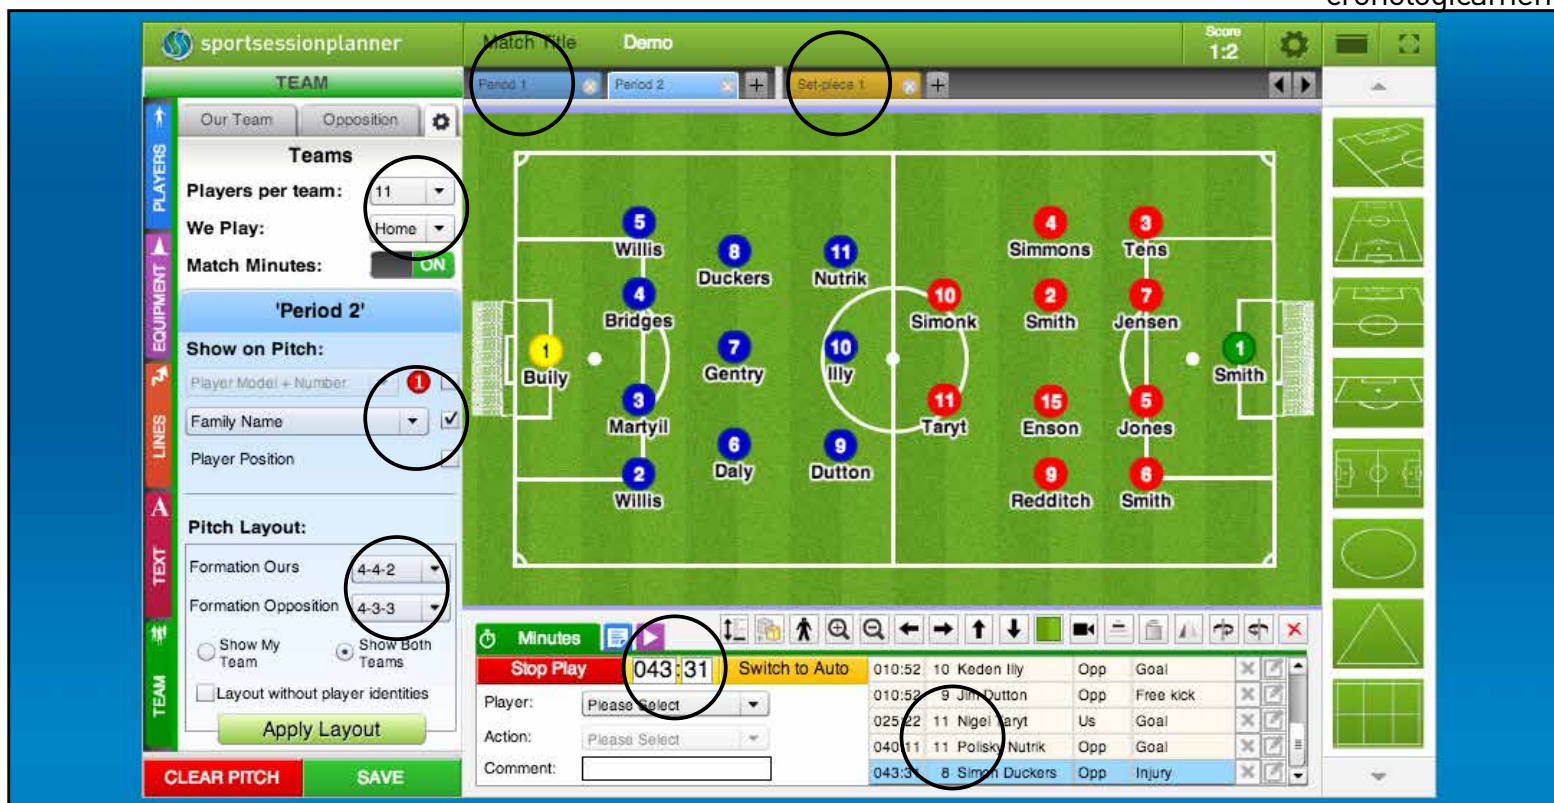 sportsessionplanner
Match Title Demo
Score
1:2
TEAM
Period 1 Period 2 + Set-piece 1 +
Our Team Opposition
Teams
Players per team: 11
We Play: Home
Match Minutes: ON
'Period 2'
Show on Pitch:
Player Model + Number 1
Family Name
Player Position
Pitch Layout:
Formation Ours 4-4-2
Formation Opposition 4-3-3
Show My Team
Show Both Teams
Layout without player identities
Apply Layout
CLEAR PITCH SAVE
PLAYERS
EQUIPMENT
LINES
A TEXT
TEAM
5 Willis
8 Duckers
11 Nutrik
4 Simmons
3 Tens
4 Bridges
10 Simonk
2 Smith
7 Jensen
1 Builly
7 Gentry
10 Illy
1 Smith
3 Martyil
11 Taryt
15 Enson
5 Jones
6 Daly
9 Dutton
2 Willis
9 Redditch
6 Smith
Minutes
Stop Play 043:31 Switch to Auto
Player: Please Select
Action: Please Select
Comment:
010:52 10 Keden Illy Opp Goal
010:52 9 Jim Dutton Opp Free kick
025:22 11 Nigel Taryt Us Goal
040:11 11 Polisky Nutrik Opp Goal
043:31 8 Simon Duckers Opp Injury